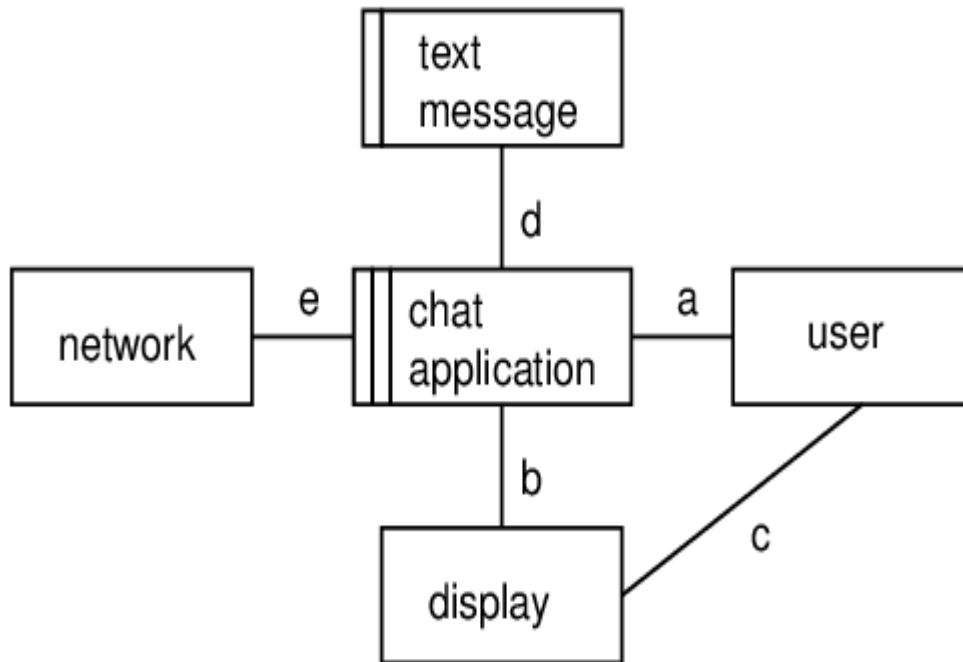 text
message
d
network
e
chat
application
a
user
b
c
display